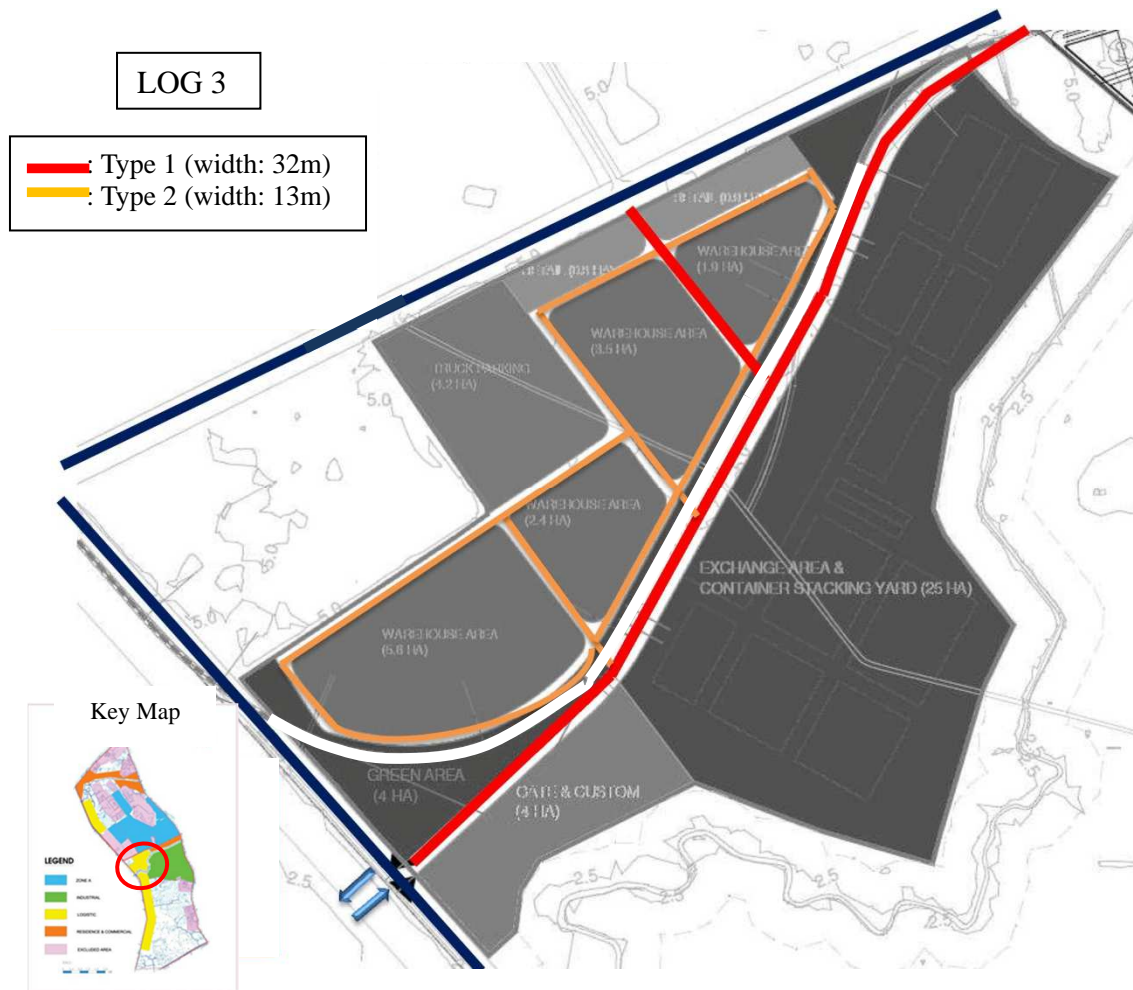 LOG 3
: Type 1 (width: 32m)
: Type 2 (width: 13m)
5.0
5.0
WAREHOUSE AREA
(1.9 HA)
WAREHOUSE AREA
(3.5 HA)
TRUCK PARKING
(4.2 HA)
5.0
2.5
2.5
WAREHOUSE AREA
(2.4 HA)
EXCHANGE AREA &
CONTAINER STACKING YARD (25 HA)
5.0
5.0
5.0
WAREHOUSE AREA
(5.6 HA)
GREEN AREA
(4 HA)
GATE & CUSTOM
(4 HA)
2.5
2.5
Key Map
LEGEND
ZONE A
INDUSTRIAL
LOGISTIC
RESIDENCE & COMMERCIAL
EXCLUDED AREA